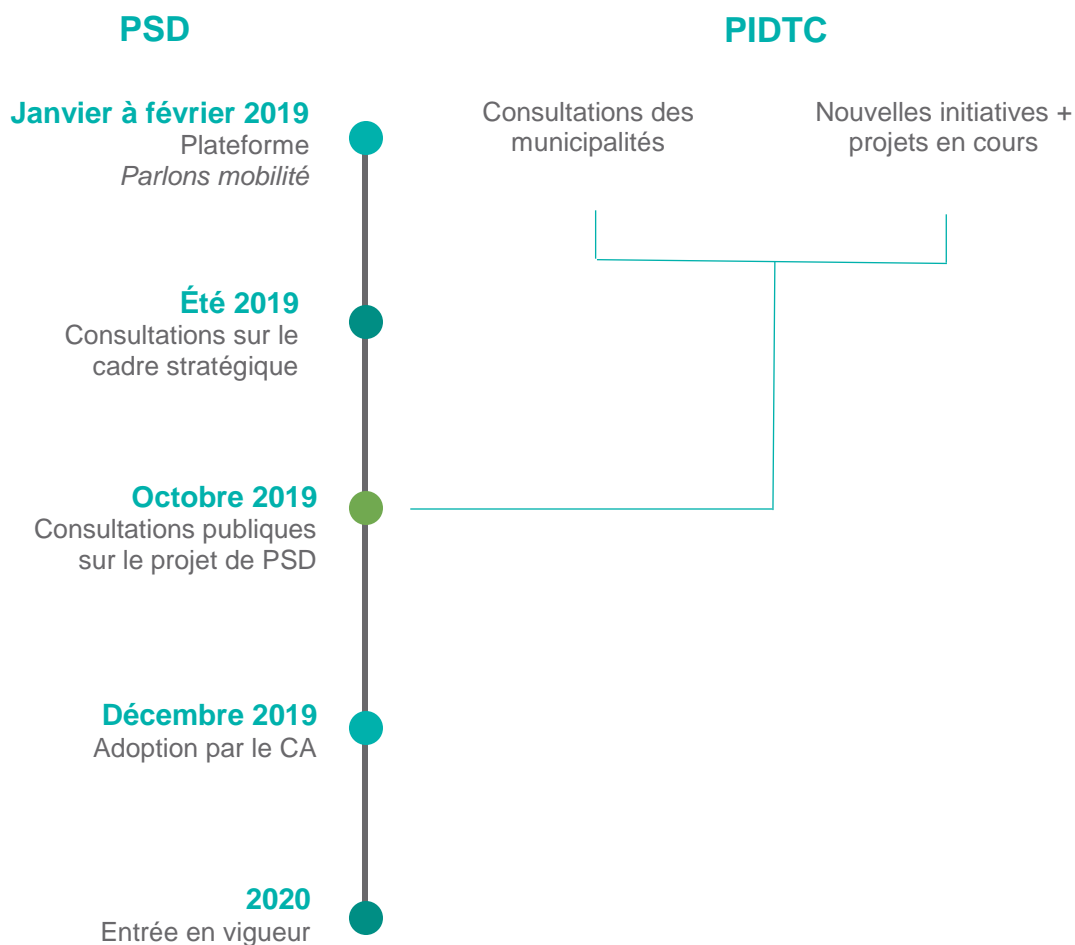 PSD
PIDTC
Janvier à février 2019
Plateforme
Parlons mobilité
Consultations des
municipalités
Nouvelles initiatives +
projets en cours
Été 2019
Consultations sur le
cadre stratégique
Octobre 2019
Consultations publiques
sur le projet de PSD
Décembre 2019
Adoption par le CA
2020
Entrée en vigueur